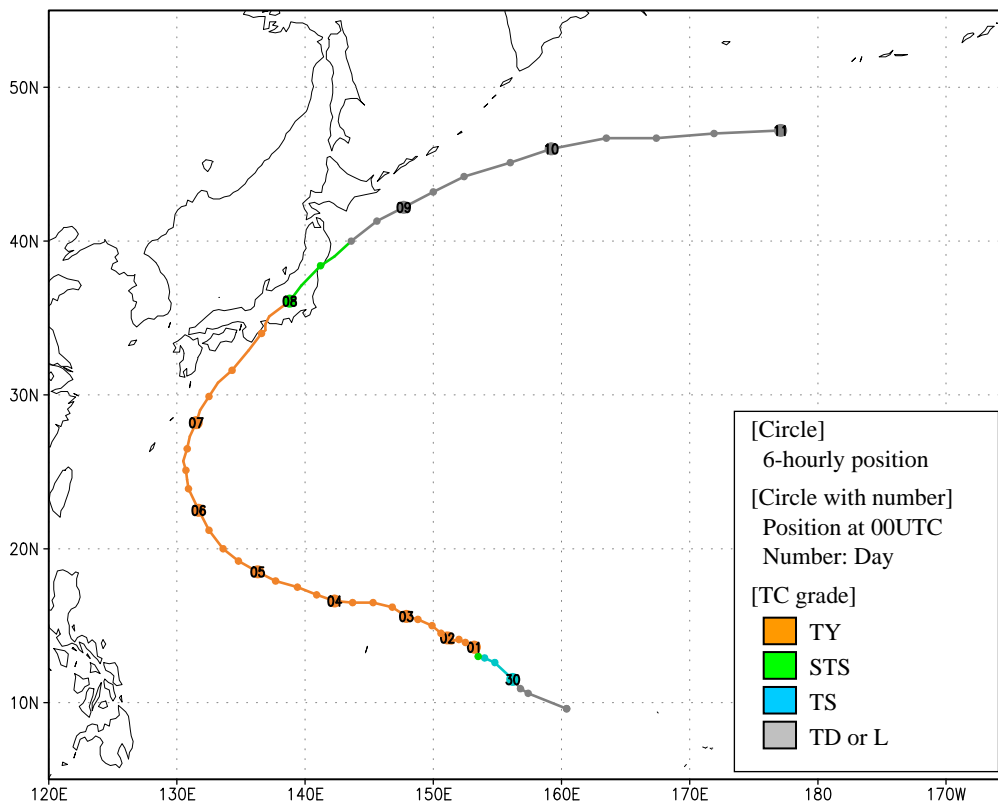 50N
40N
30N
20N
10N
120E
130E
140E
150E
160E
170E
180
170W
11
10
09
08
07
06
05
04
03
02
01
30
[Circle]
6-hourly position
[Circle with number]
Position at 00UTC
Number: Day
[TC grade]
TY
STS
TS
TD or L